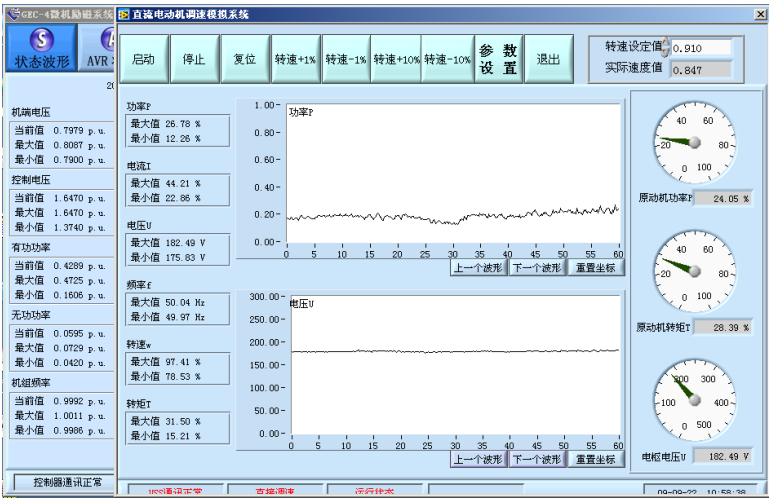 GEC-4微机励磁系统
直流电动机调速模拟系统
状态波形
AVR
启动
停止
复位
转速+1%
转速-1%
转速+10%
转速-10%
参 数
设 置
退出
转速设定值 0.910
实际速度值 0.847
20
机端电压
当前值 0.7979 p.u.
最大值 0.8087 p.u.
最小值 0.7900 p.u.
控制电压
当前值 1.6470 p.u.
最大值 1.6470 p.u.
最小值 1.3740 p.u.
有功功率
当前值 0.4289 p.u.
最大值 0.4725 p.u.
最小值 0.1606 p.u.
无功功率
当前值 0.0595 p.u.
最大值 0.0729 p.u.
最小值 0.0420 p.u.
机组频率
当前值 0.9992 p.u.
最大值 1.0011 p.u.
最小值 0.9986 p.u.
控制器通讯正常
功率P
最大值 26.78 %
最小值 12.26 %
电流I
最大值 44.21 %
最小值 22.86 %
电压U
最大值 182.49 V
最小值 175.83 V
频率f
最大值 50.04 Hz
最小值 49.97 Hz
转速w
最大值 97.41 %
最小值 78.53 %
转矩T
最大值 31.50 %
最小值 15.21 %
功率P
1.00
0.80
0.60
0.40
0.20
0.00
0 5 10 15 20 25 30 35 40 45 50 55 60
上一个波形 下一个波形 重置坐标
电压U
300.00
250.00
200.00
150.00
100.00
50.00
0.00
0 5 10 15 20 25 30 35 40 45 50 55 60
上一个波形 下一个波形 重置坐标
40 60
20 80
0 100
原动机功率P 24.05 %
40 60
20 80
0 100
原动机转矩T 28.39 %
200 300
100 400
0 500
电枢电压U 182.49 V
直接调速
运行状态
09-09-22 10:58:38